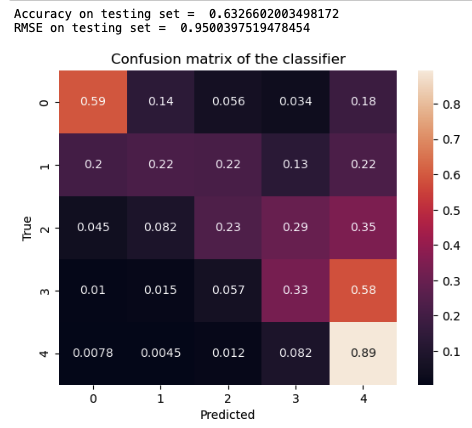 Accuracy on testing set =  0.6326602003498172
RMSE on testing set =  0.9500397519478454
Confusion matrix of the classifier
0 0.59 0.14 0.056 0.034 0.18
1 0.2 0.22 0.22 0.13 0.22
2 0.045 0.082 0.23 0.29 0.35
3 0.01 0.015 0.057 0.33 0.58
4 0.0078 0.0045 0.012 0.082 0.89
0 1 2 3 4
True
Predicted
0.8
0.7
0.6
0.5
0.4
0.3
0.2
0.1